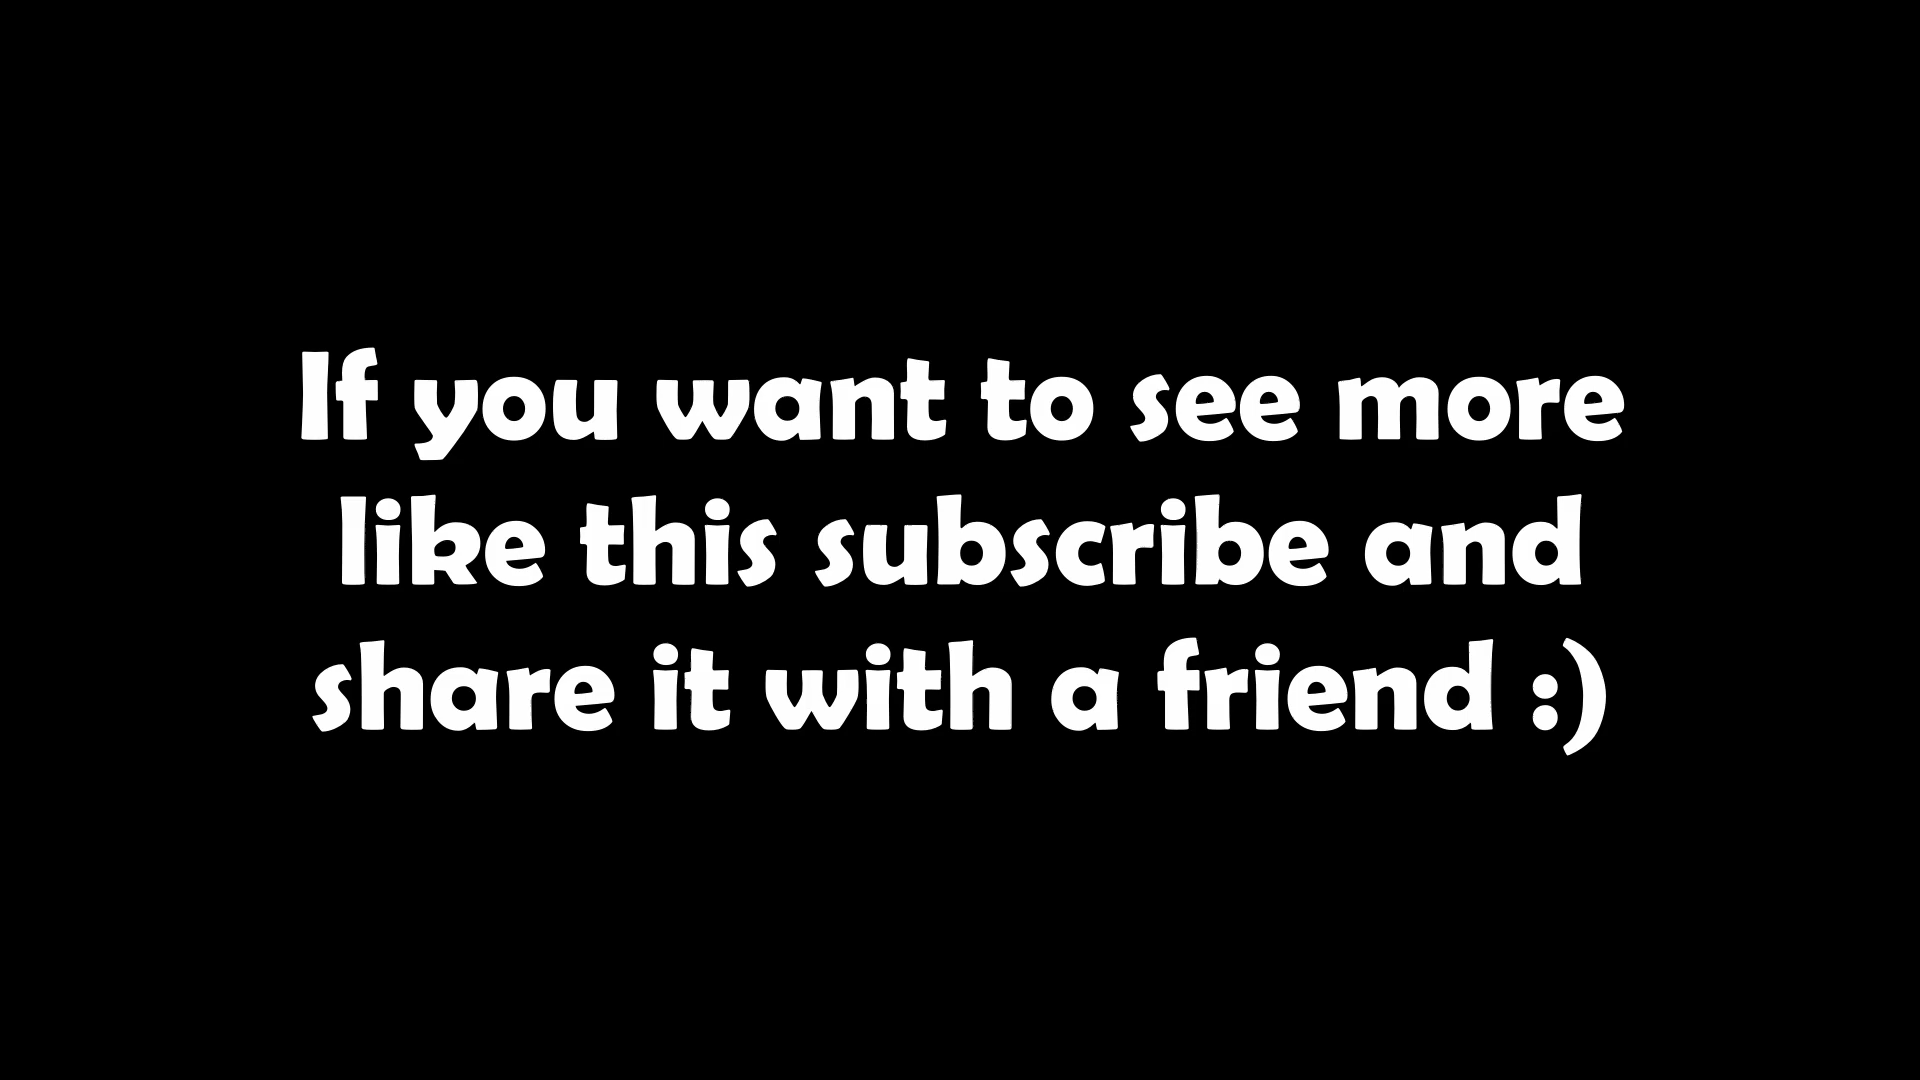 If you want to see more
like this subscribe and
share it with a friend :)